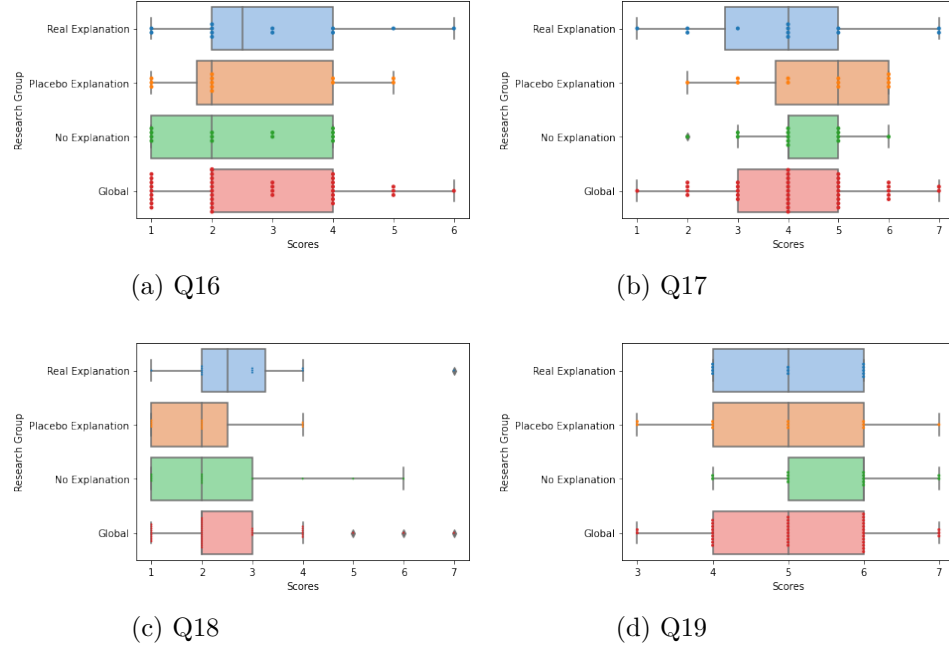 Real Explanation
Placebo Explanation
No Explanation
Global
Research Group
1 2 3 4 5 6
Scores
(a) Q16
Real Explanation
Placebo Explanation
No Explanation
Global
Research Group
1 2 3 4 5 6 7
Scores
(b) Q17
Real Explanation
Placebo Explanation
No Explanation
Global
Research Group
1 2 3 4 5 6 7
Scores
(c) Q18
Real Explanation
Placebo Explanation
No Explanation
Global
Research Group
3 4 5 6 7
Scores
(d) Q19